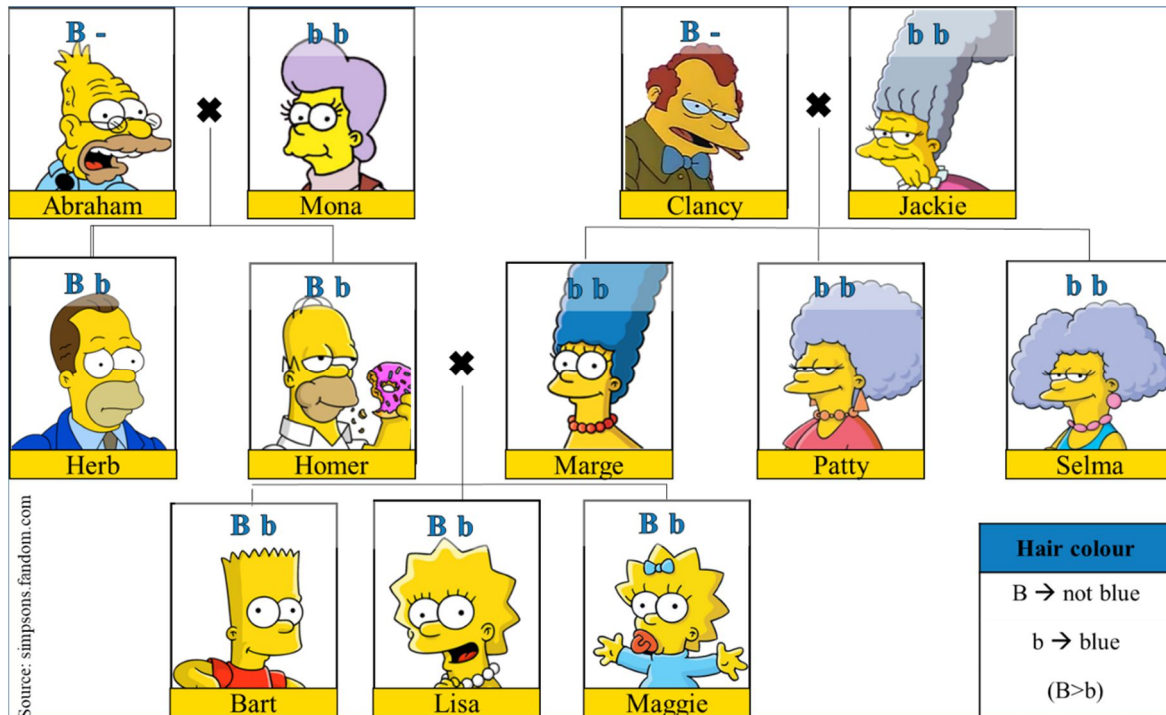 B -
b b
B -
b b
Abraham
Mona
Clancy
Jackie
B b
B b
b b
b b
b b
Herb
Homer
Marge
Patty
Selma
B b
B b
B b
Bart
Lisa
Maggie
Source: simpsons.fandom.com
Hair colour
B → not blue
b → blue
(B>b)